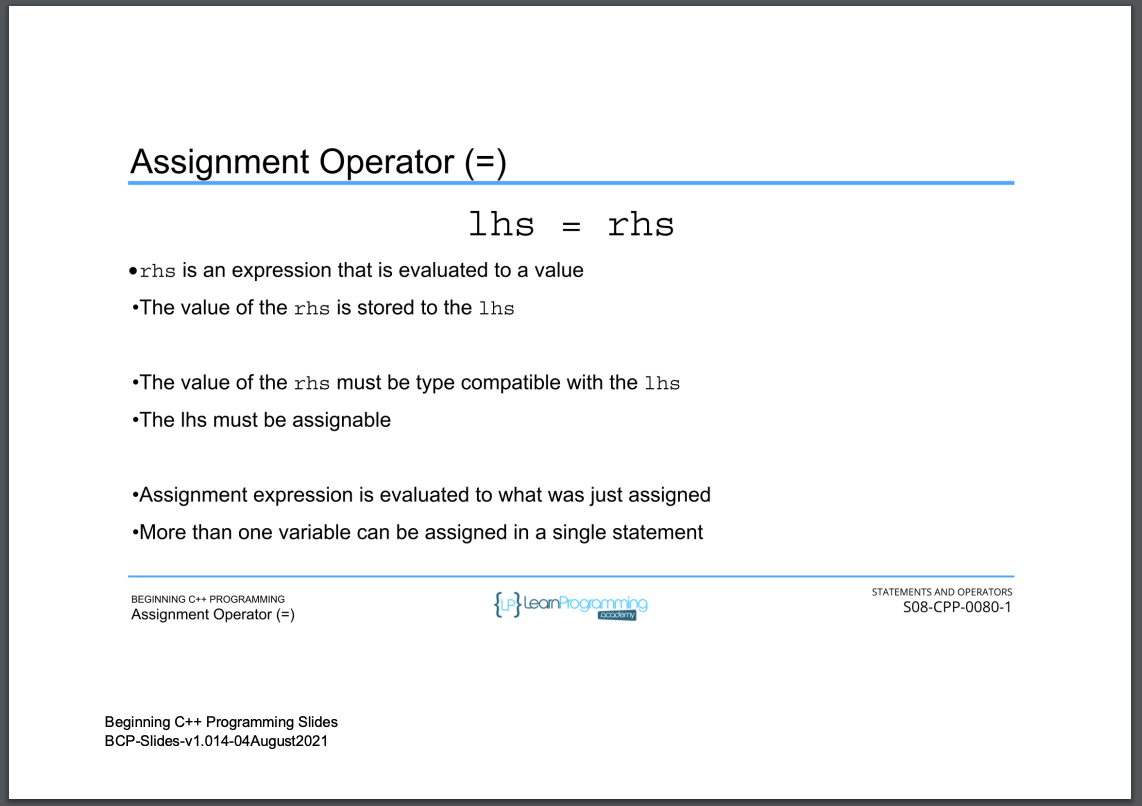 Assignment Operator (=)
lhs = rhs
•rhs is an expression that is evaluated to a value
•The value of the rhs is stored to the lhs
•The value of the rhs must be type compatible with the lhs
•The lhs must be assignable
•Assignment expression is evaluated to what was just assigned
•More than one variable can be assigned in a single statement
BEGINNING C++ PROGRAMMING
Assignment Operator (=)
{LP} LearnProgramming
academy
STATEMENTS AND OPERATORS
S08-CPP-0080-1
Beginning C++ Programming Slides
BCP-Slides-v1.014-04August2021